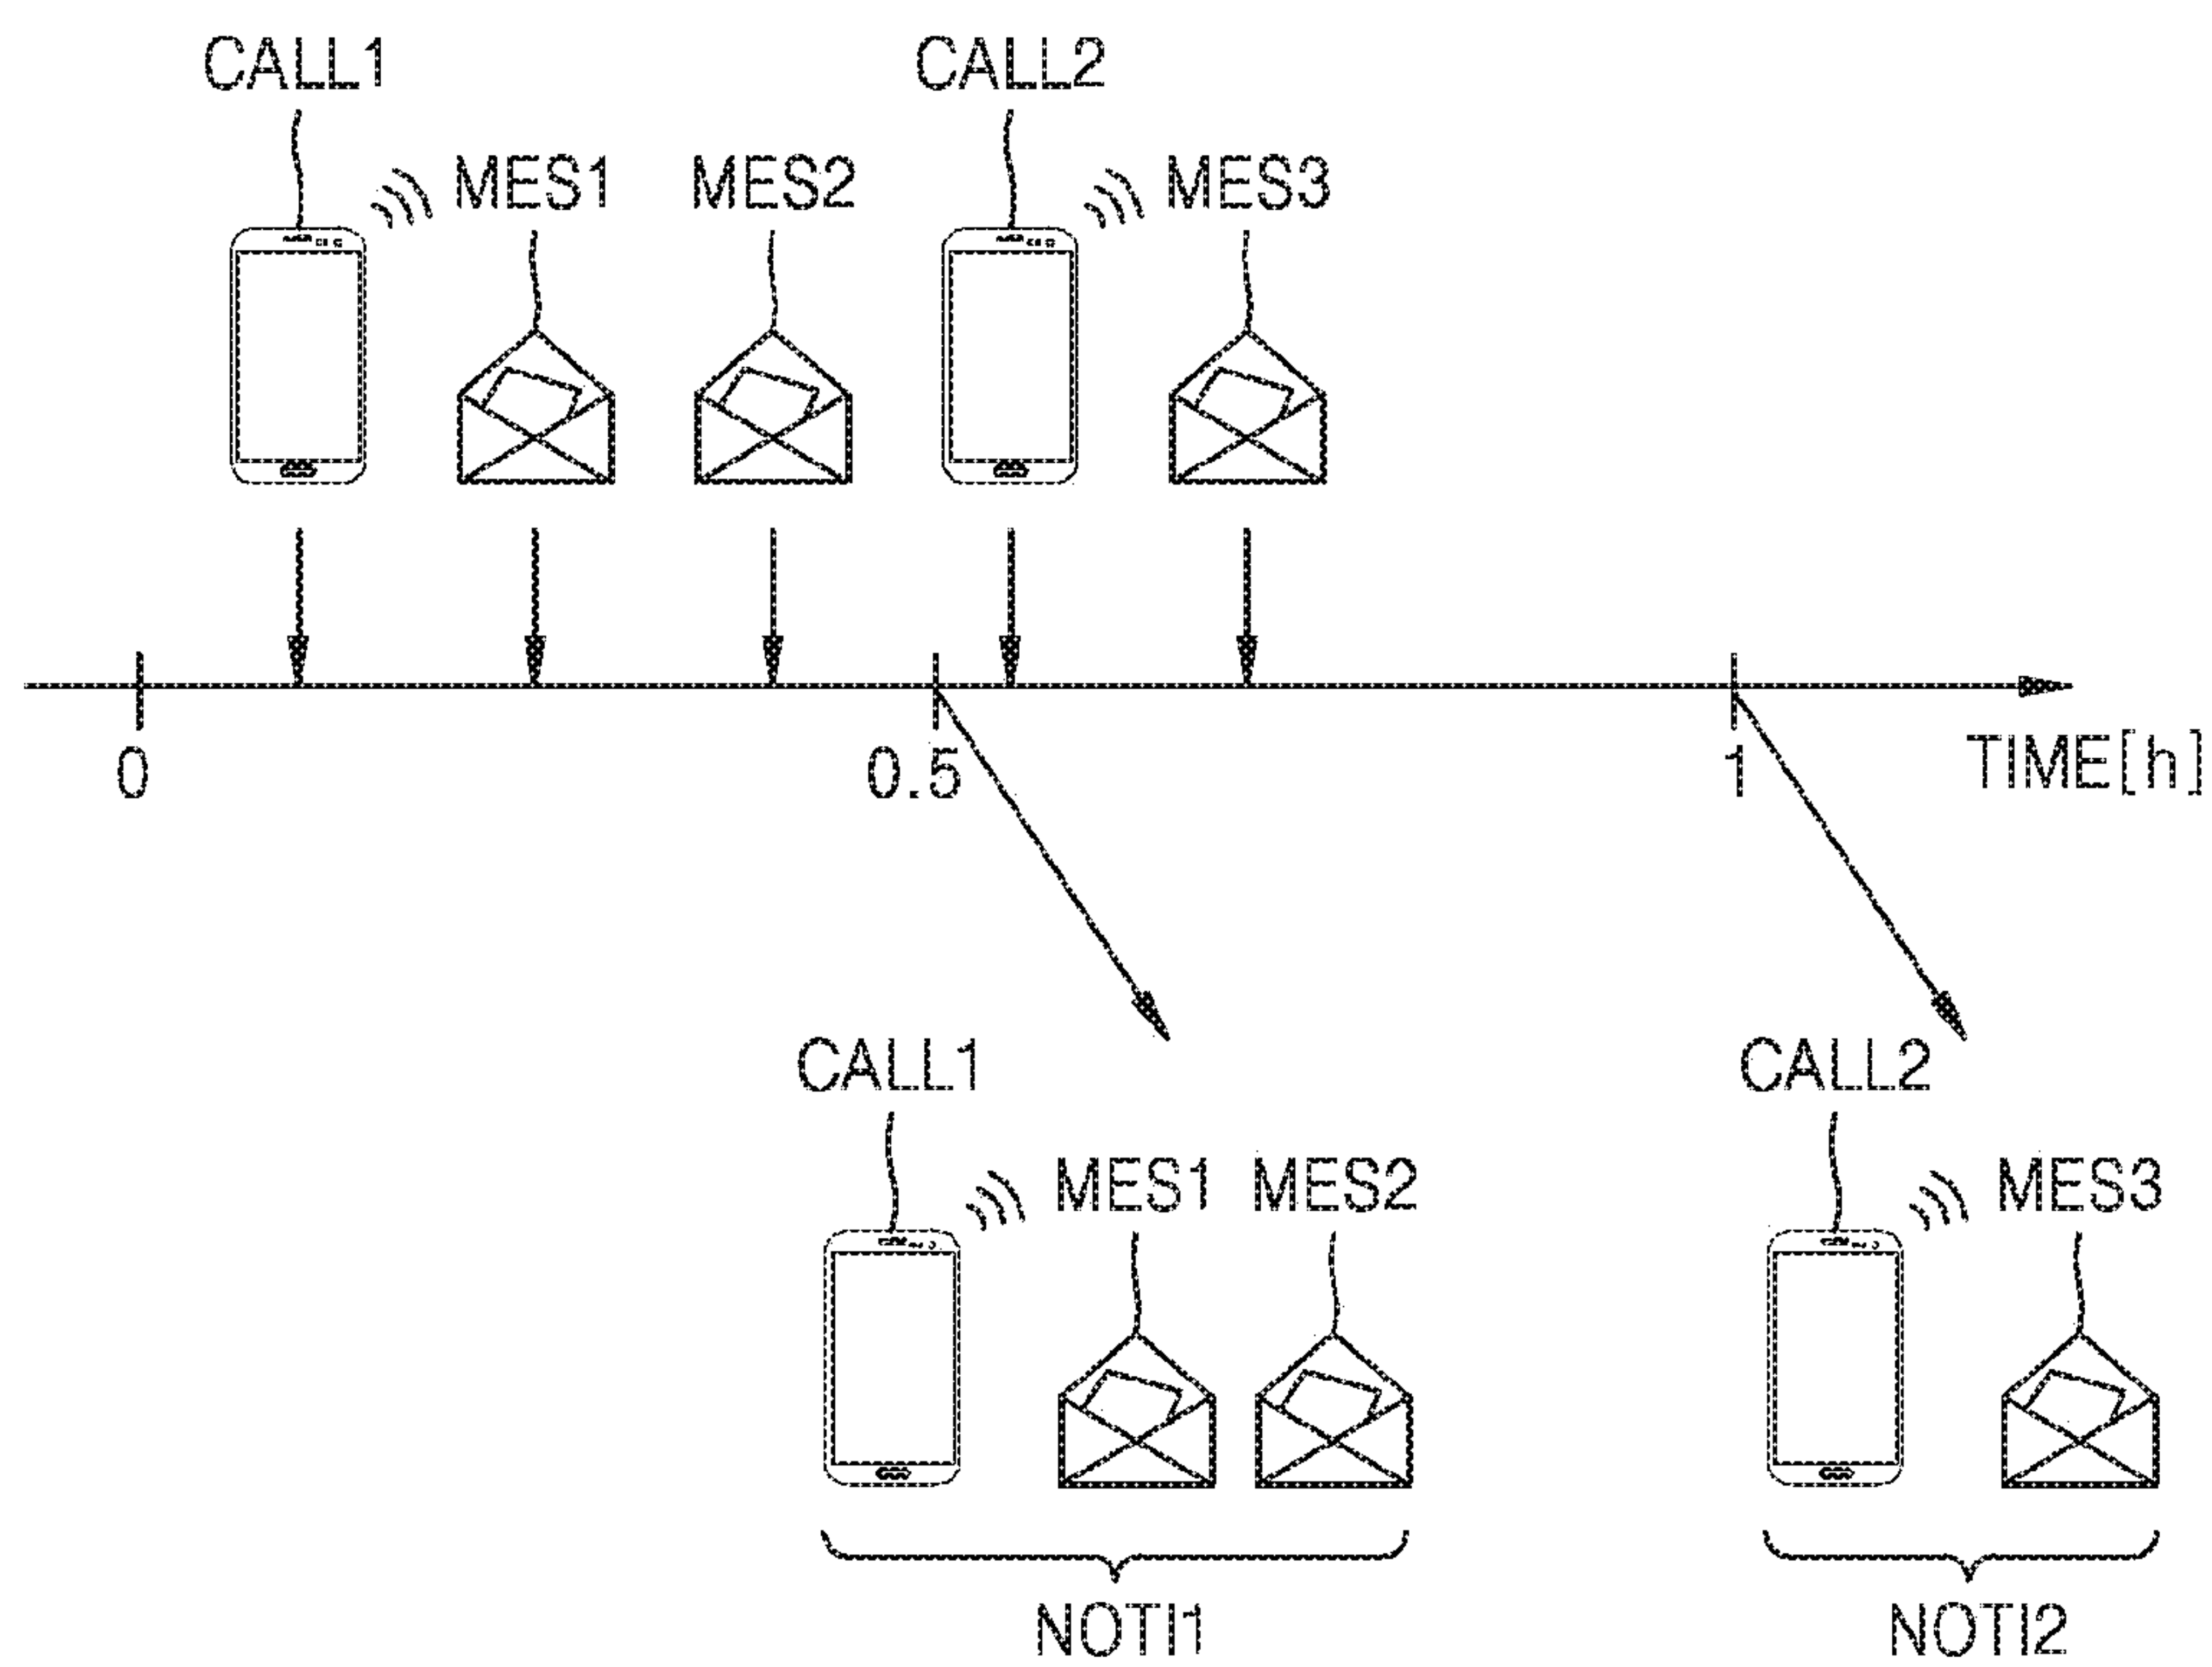 CALL1 CALL2
MES1 MES2 MES3
0 0.5 1 TIME[h]
CALL1 CALL2
MES1 MES2 MES3
NOTI1 NOTI2